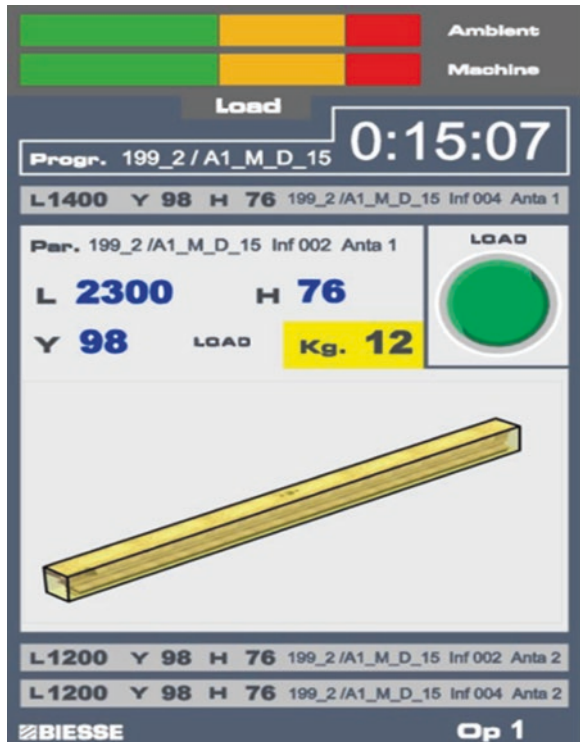 Ambient
Machine
Load
Progr. 199_2 / A1_M_D_15 0:15:07
L1400 Y 98 H 76 199_2 /A1_M_D_15 Inf 004 Anta 1
Par. 199_2 /A1_M_D_15 Inf 002 Anta 1
LOAD
L 2300 H 76
Y 98 LOAD Kg. 12
L1200 Y 98 H 76 199_2 /A1_M_D_15 Inf 002 Anta 2
L1200 Y 98 H 76 199_2 /A1_M_D_15 Inf 004 Anta 2
BIESSE Op 1